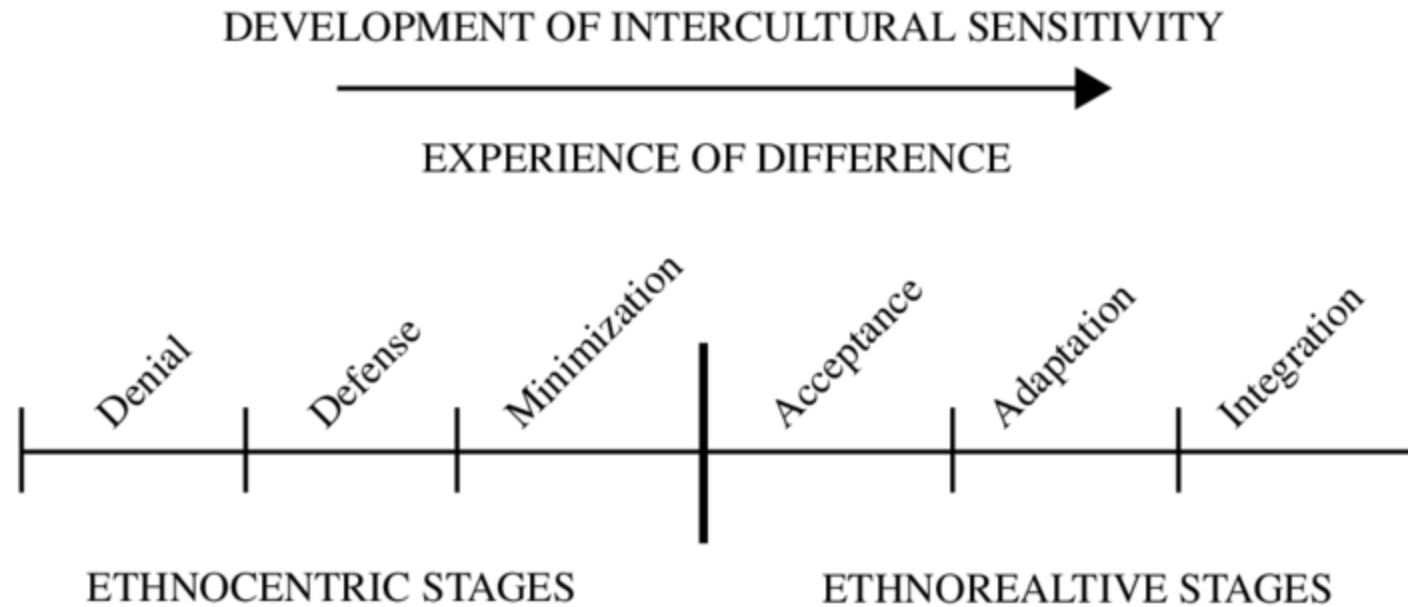 DEVELOPMENT OF INTERCULTURAL SENSITIVITY
EXPERIENCE OF DIFFERENCE
Denial
Defense
Minimization
Acceptance
Adaptation
Integration
ETHNOCENTRIC STAGES
ETHNOREALTIVE STAGES